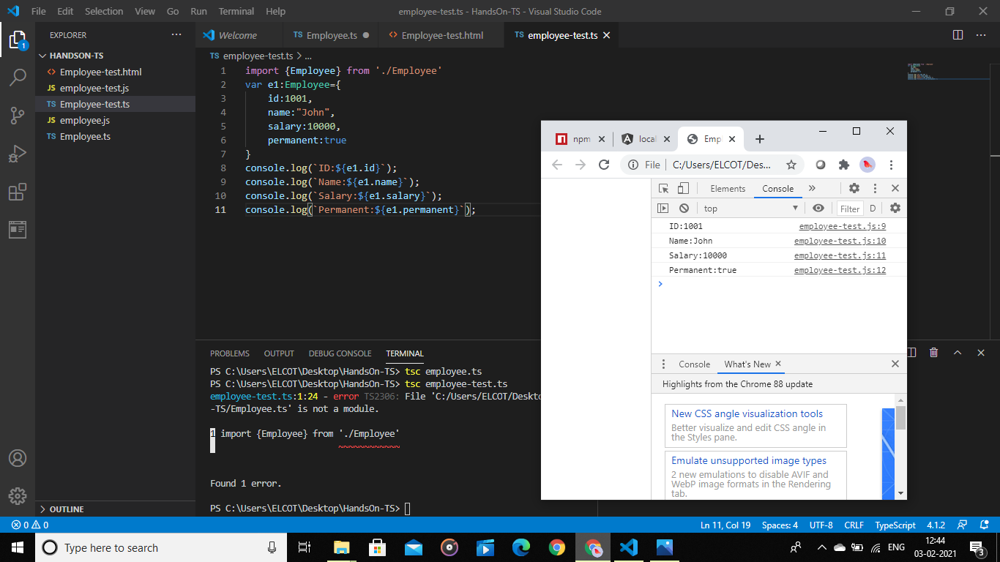 File Edit Selection View Go Run Terminal Help
employee-test.ts - HandsOn-TS - Visual Studio Code
EXPLORER
Welcome
TS Employee.ts
<> Employee-test.html
TS employee-test.ts
HANDSON-TS
<> Employee-test.html
JS employee-test.js
TS Employee-test.ts
JS employee.js
TS Employee.ts
OUTLINE
1
TS employee-test.ts > ...
1 import {Employee} from './Employee'
2 var e1:Employee={
3 id:1001,
4 name:"John",
5 salary:10000,
6 permanent:true
7 }
8 console.log(`ID:${e1.id}`);
9 console.log(`Name:${e1.name}`);
10 console.log(`Salary:${e1.salary}`);
11 console.log(`Permanent:${e1.permanent}`);
PROBLEMS OUTPUT DEBUG CONSOLE TERMINAL
PS C:\Users\ELCOT\Desktop\HandsOn-TS> tsc employee.ts
PS C:\Users\ELCOT\Desktop\HandsOn-TS> tsc employee-test.ts
employee-test.ts:1:24 - error TS2306: File 'C:/Users/ELCOT/Deskto
-TS/Employee.ts' is not a module.
1 import {Employee} from './Employee'
~~~~~~~~~~~~
Found 1 error.
PS C:\Users\ELCOT\Desktop\HandsOn-TS>
npm
local
Empl
File C:/Users/ELCOT/Des...
Elements Console »
top Filter D
ID:1001 employee-test.js:9
Name:John employee-test.js:10
Salary:10000 employee-test.js:11
Permanent:true employee-test.js:12
>
Console What's New
Highlights from the Chrome 88 update
New CSS angle visualization tools
Better visualize and edit CSS angle in
the Styles pane.
Emulate unsupported image types
2 new emulations to disable AVIF and
WebP image formats in the Rendering
tab.
0 0
Ln 11, Col 19 Spaces: 4 UTF-8 CRLF TypeScript 4.1.2
Type here to search
ENG
12:44
03-02-2021
3